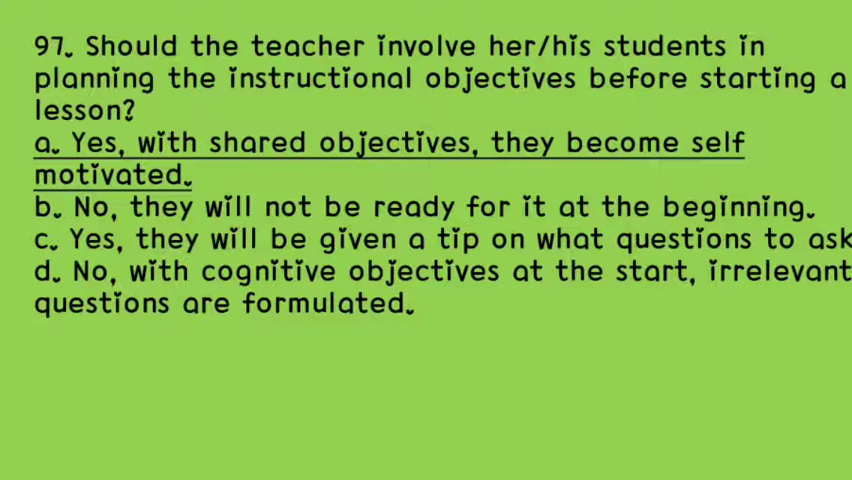 97. Should the teacher involve her/his students in
planning the instructional objectives before starting a
lesson?
a. Yes, with shared objectives, they become self
motivated.
b. No, they will not be ready for it at the beginning.
c. Yes, they will be given a tip on what questions to ask
d. No, with cognitive objectives at the start, irrelevant
questions are formulated.